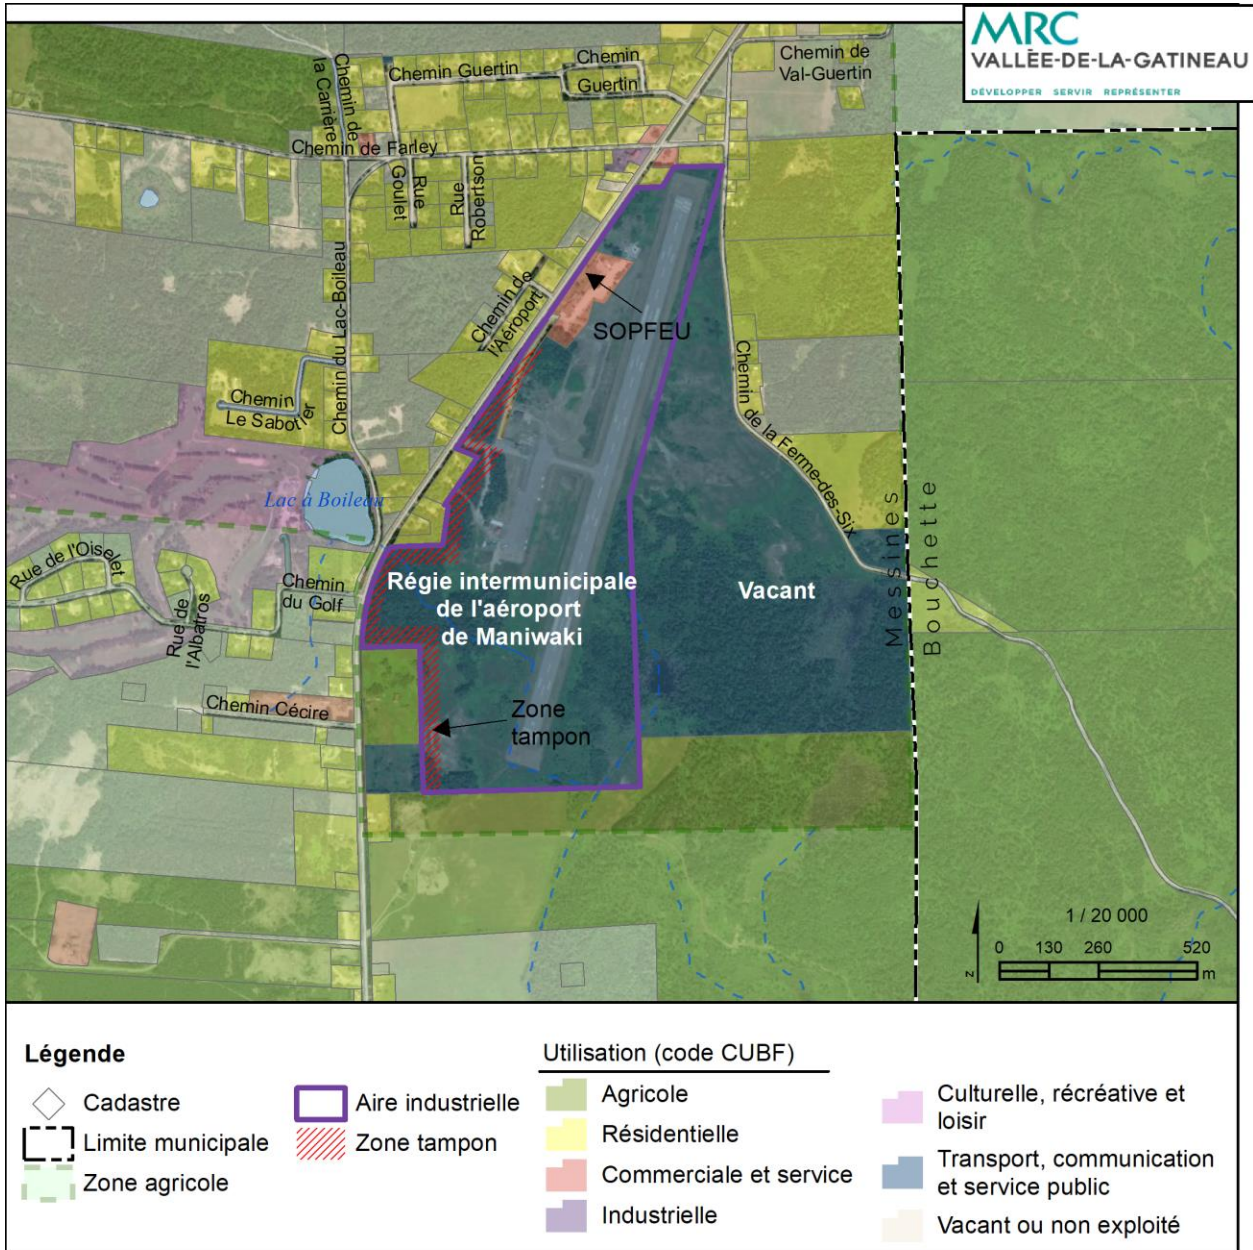 MRC
VALLÉE-DE-LA-GATINEAU
DÉVELOPPER SERVIR REPRÉSENTER
Chemin de
la Carrière
Chemin Guertin
Chemin
Guertin
Chemin de
Val-Guertin
Chemin de Farley
Rue
Goulet
Rue
Robertson
Chemin de
l'Aéroport
SOPFEU
Chemin du Lac-Boileau
Chemin
Le Sabotier
Chemin de la Ferme-des-Six
Lac à Boileau
Messines
Bouchette
Rue de l'Oiselet
Rue de
l'Albatros
Chemin
du Golf
Régie intermunicipale
de l'aéroport
de Maniwaki
Vacant
Chemin Cécire
Zone
tampon
1 / 20 000
0 130 260 520
m
z
Légende
Cadastre
Limite municipale
Zone agricole
Aire industrielle
Zone tampon
Utilisation (code CUBF)
Agricole
Résidentielle
Commerciale et service
Industrielle
Culturelle, récréative et
loisir
Transport, communication
et service public
Vacant ou non exploité